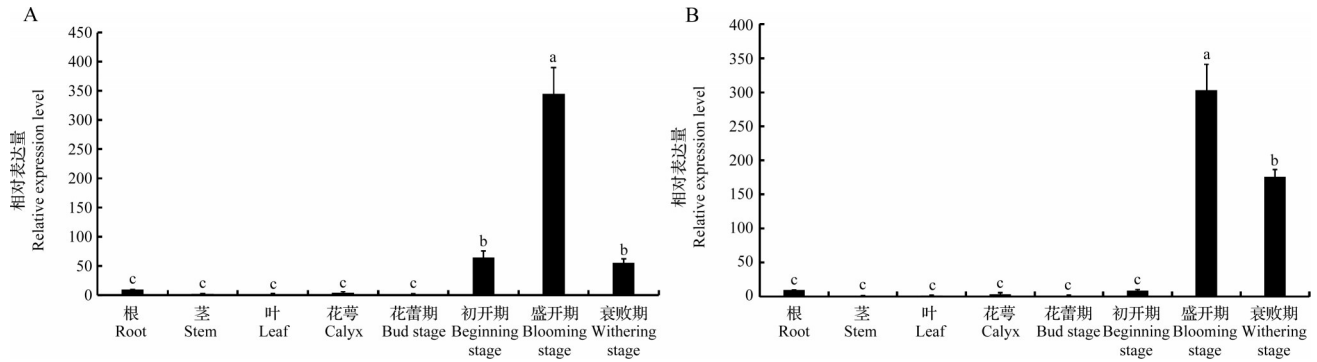 A
相对表达量
Relative expression level
450
400
350
300
250
200
150
100
50
0
c
c
c
c
c
b
a
b
根 茎 叶 花萼 花蕾期 初开期 盛开期 衰败期
Root Stem Leaf Calyx Bud stage Beginning Blooming Withering
stage stage stage
B
相对表达量
Relative expression level
400
350
300
250
200
150
100
50
0
c
c
c
c
c
c
a
b
根 茎 叶 花萼 花蕾期 初开期 盛开期 衰败期
Root Stem Leaf Calyx Bud stage Beginning Blooming Withering
stage stage stage